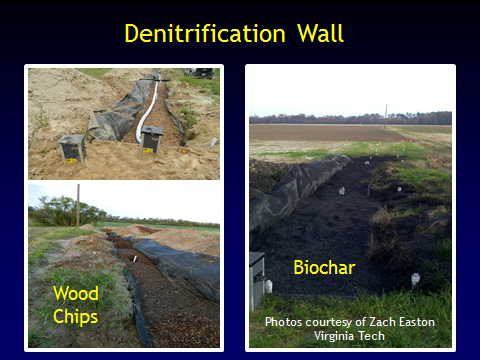 Denitrification Wall
Wood
Chips
Biochar
Photos courtesy of Zach Easton
Virginia Tech